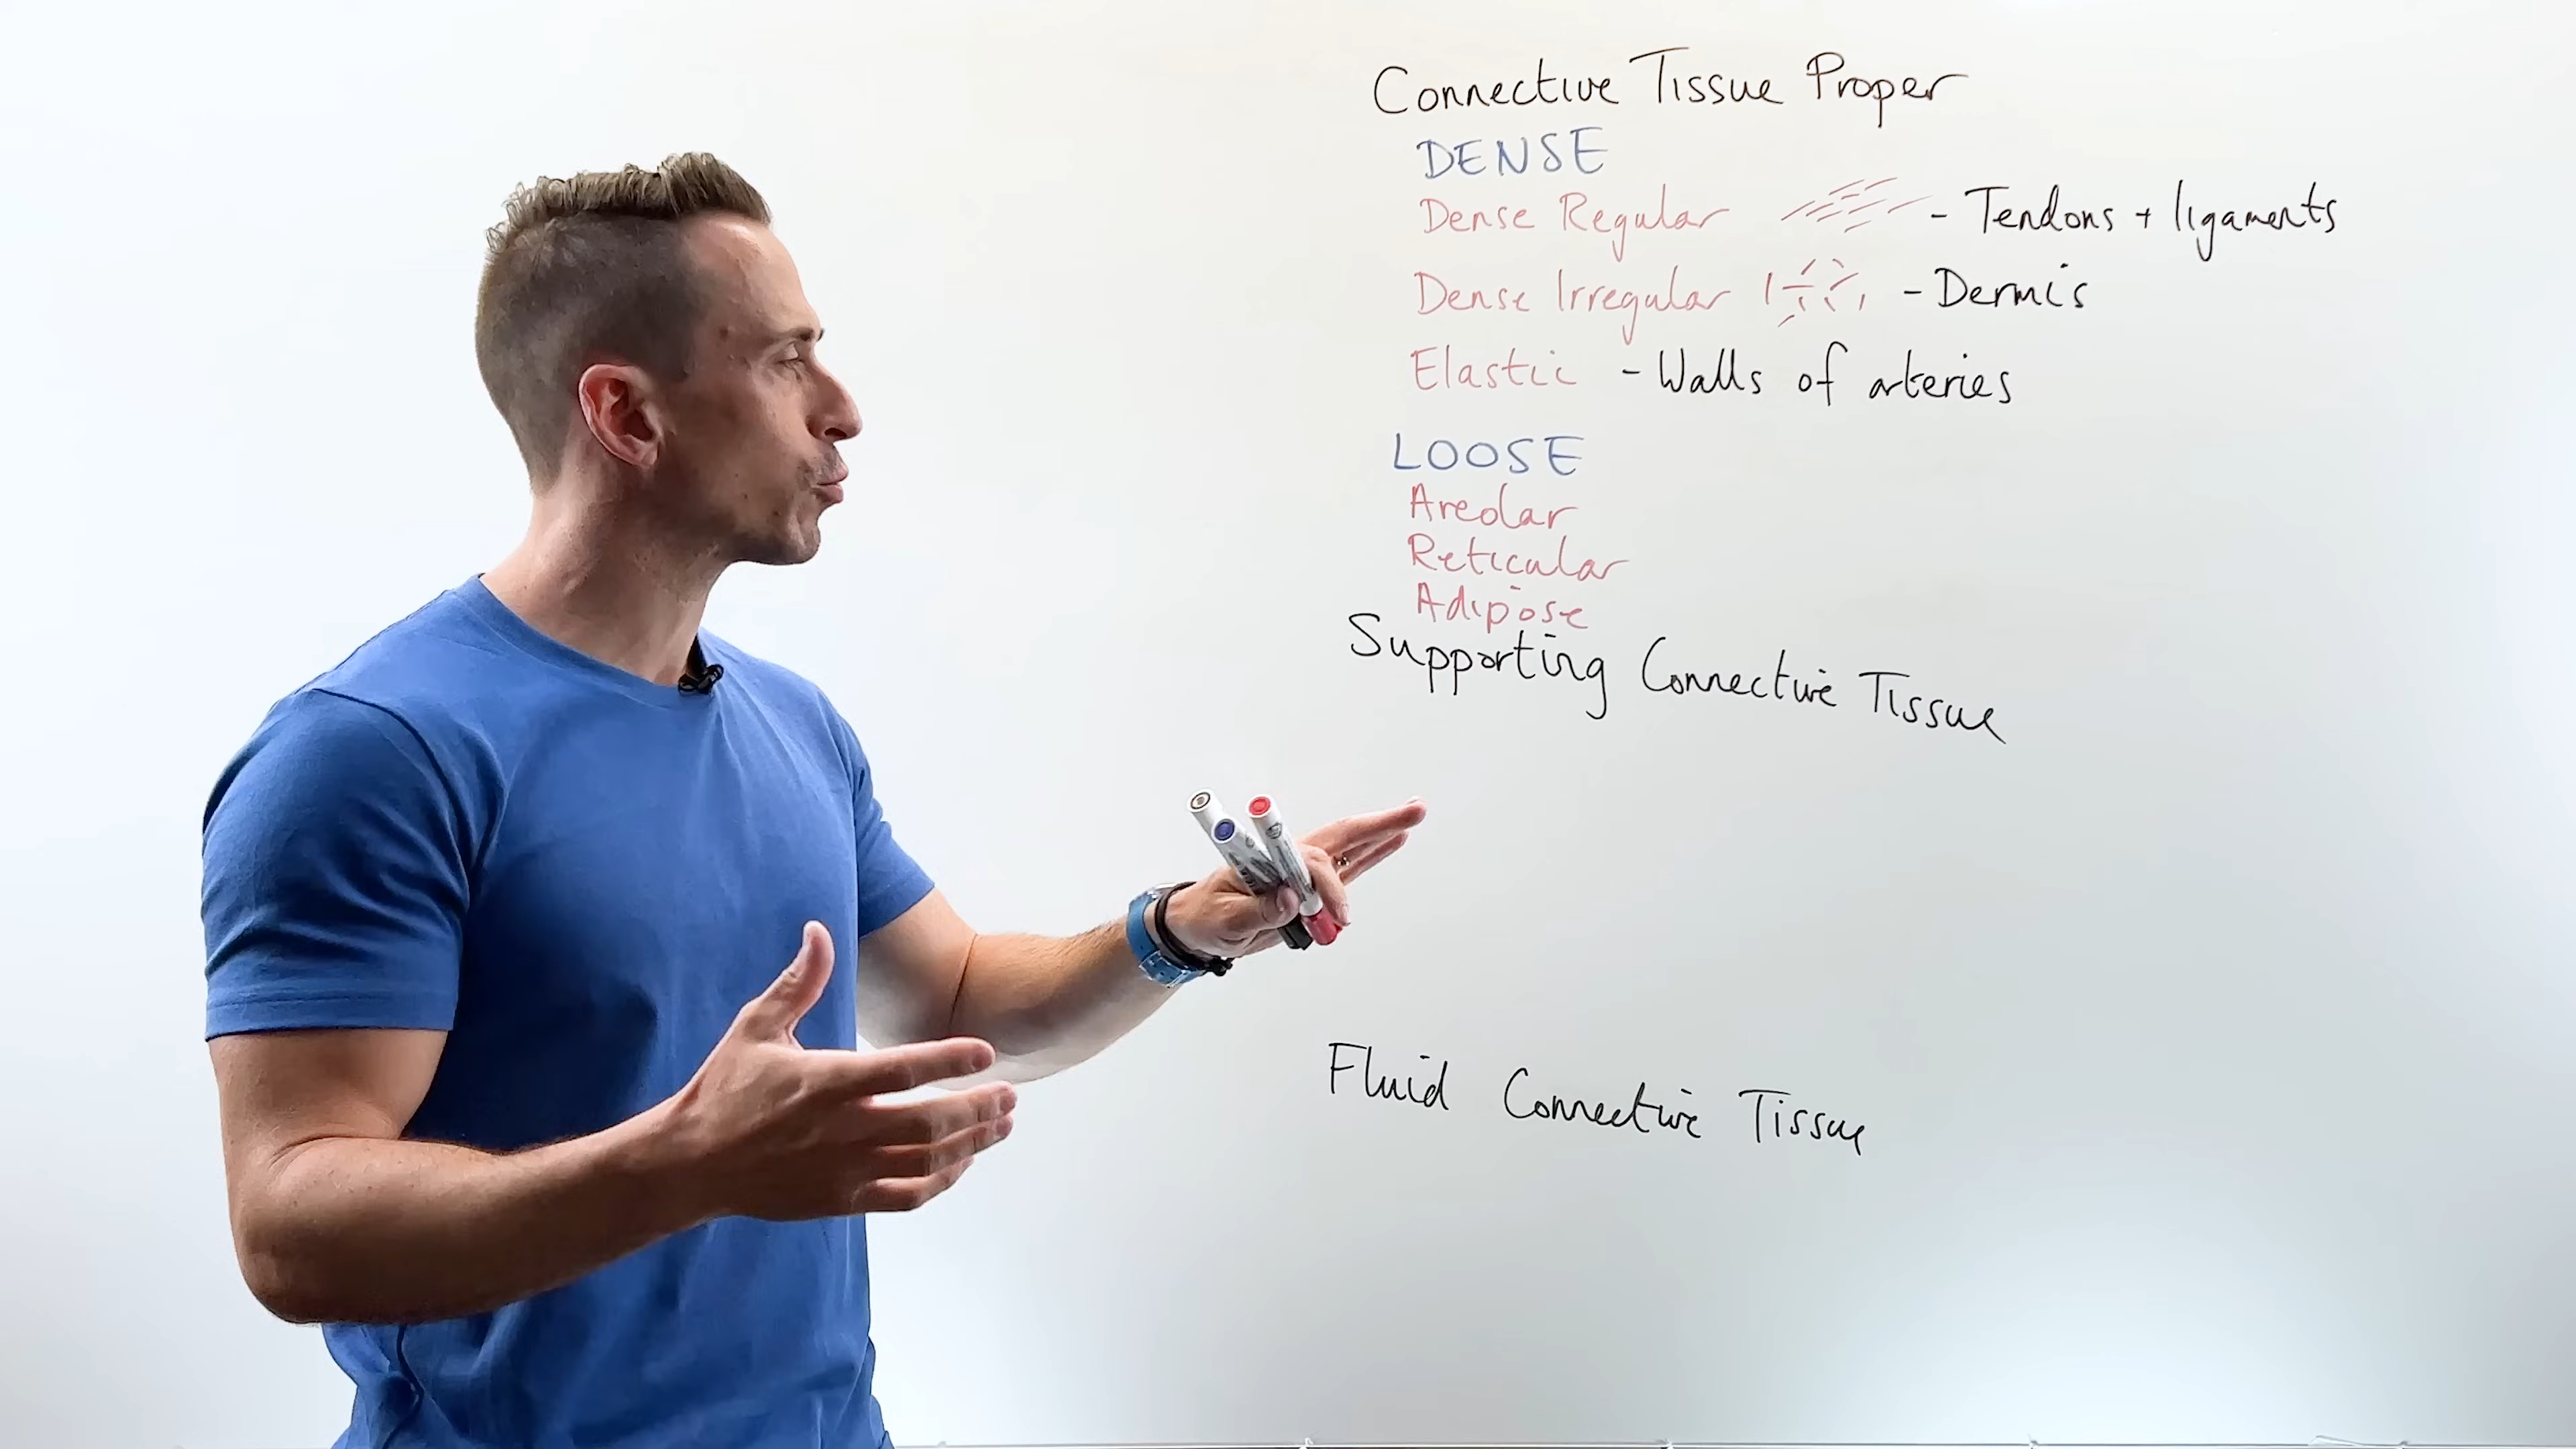 Connective Tissue Proper
DENSE
Dense Regular - Tendons + ligaments
Dense Irregular - Dermis
Elastic - Walls of arteries
LOOSE
Areolar
Reticular
Adipose
Supporting Connective Tissue
Fluid Connective Tissue